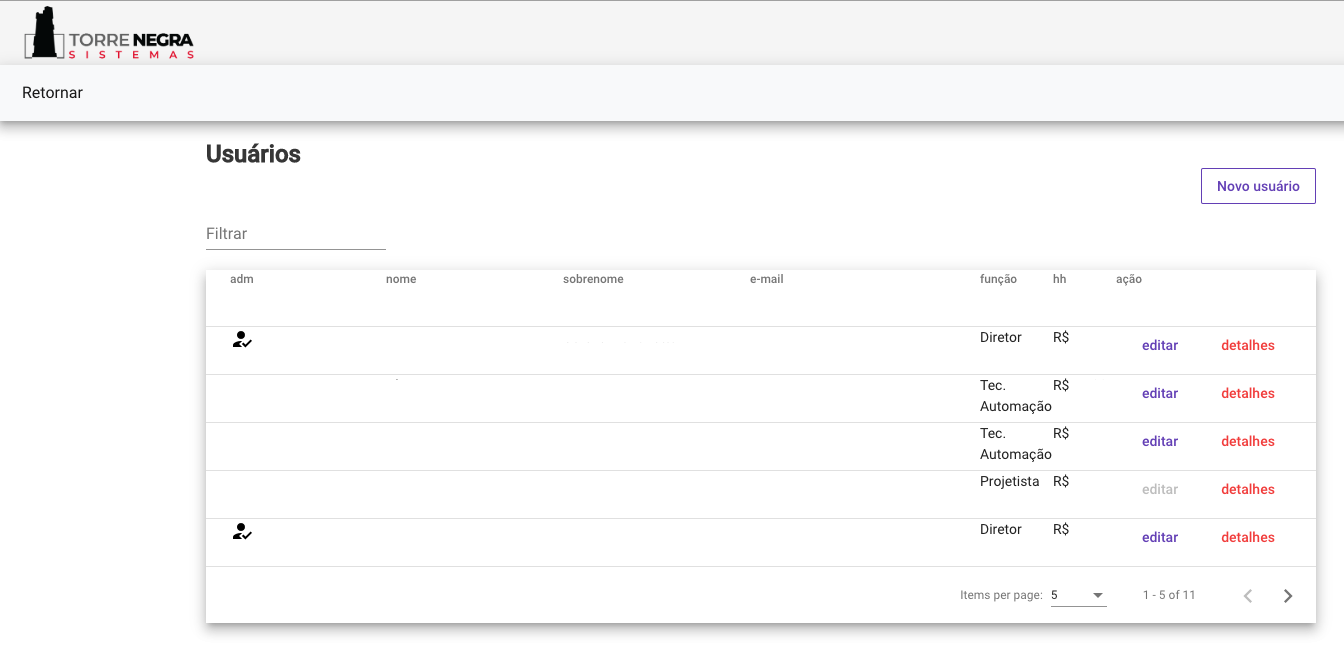 TORRE NEGRA
SISTEMAS
Retornar
Usuários
Novo usuário
Filtrar
adm nome sobrenome e-mail função hh ação
Diretor R$ editar detalhes
Tec. Automação R$ editar detalhes
Tec. Automação R$ editar detalhes
Projetista R$ editar detalhes
Diretor R$ editar detalhes
Items per page: 5 1 - 5 of 11